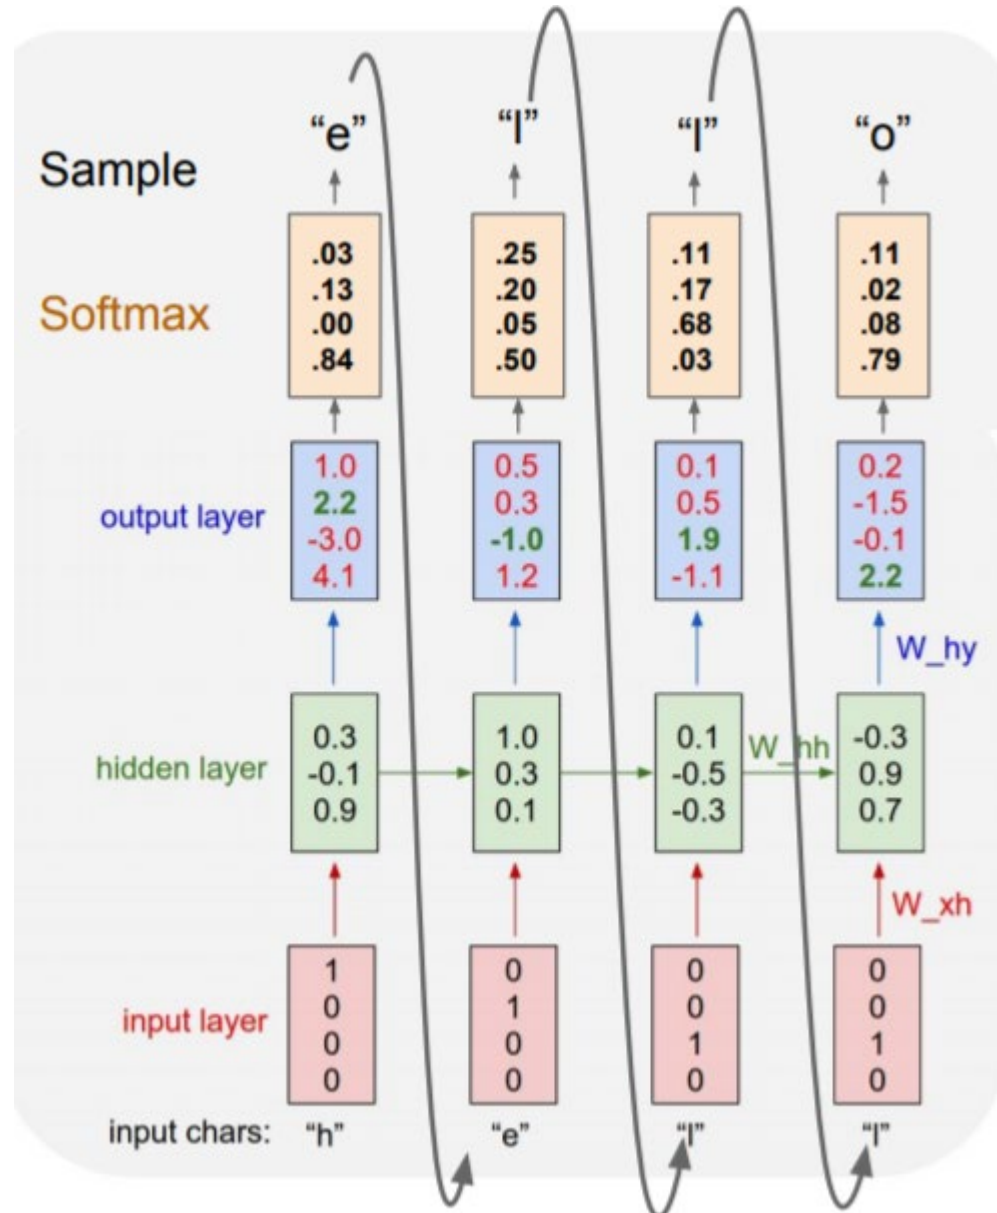 Sample
“e” “l” “l” “o”
Softmax
.03 .25 .11 .11
.13 .20 .17 .02
.00 .05 .68 .08
.84 .50 .03 .79
output layer
1.0 0.5 0.1 0.2
2.2 0.3 0.5 -1.5
-3.0 -1.0 1.9 -0.1
4.1 1.2 -1.1 2.2
W_hy
hidden layer
0.3 1.0 0.1 -0.3
-0.1 0.3 -0.5 0.9
0.9 0.1 -0.3 0.7
W_hh
W_xh
input layer
1 0 0 0
0 1 0 0
0 0 1 1
0 0 0 0
input chars: “h” “e” “l” “l”